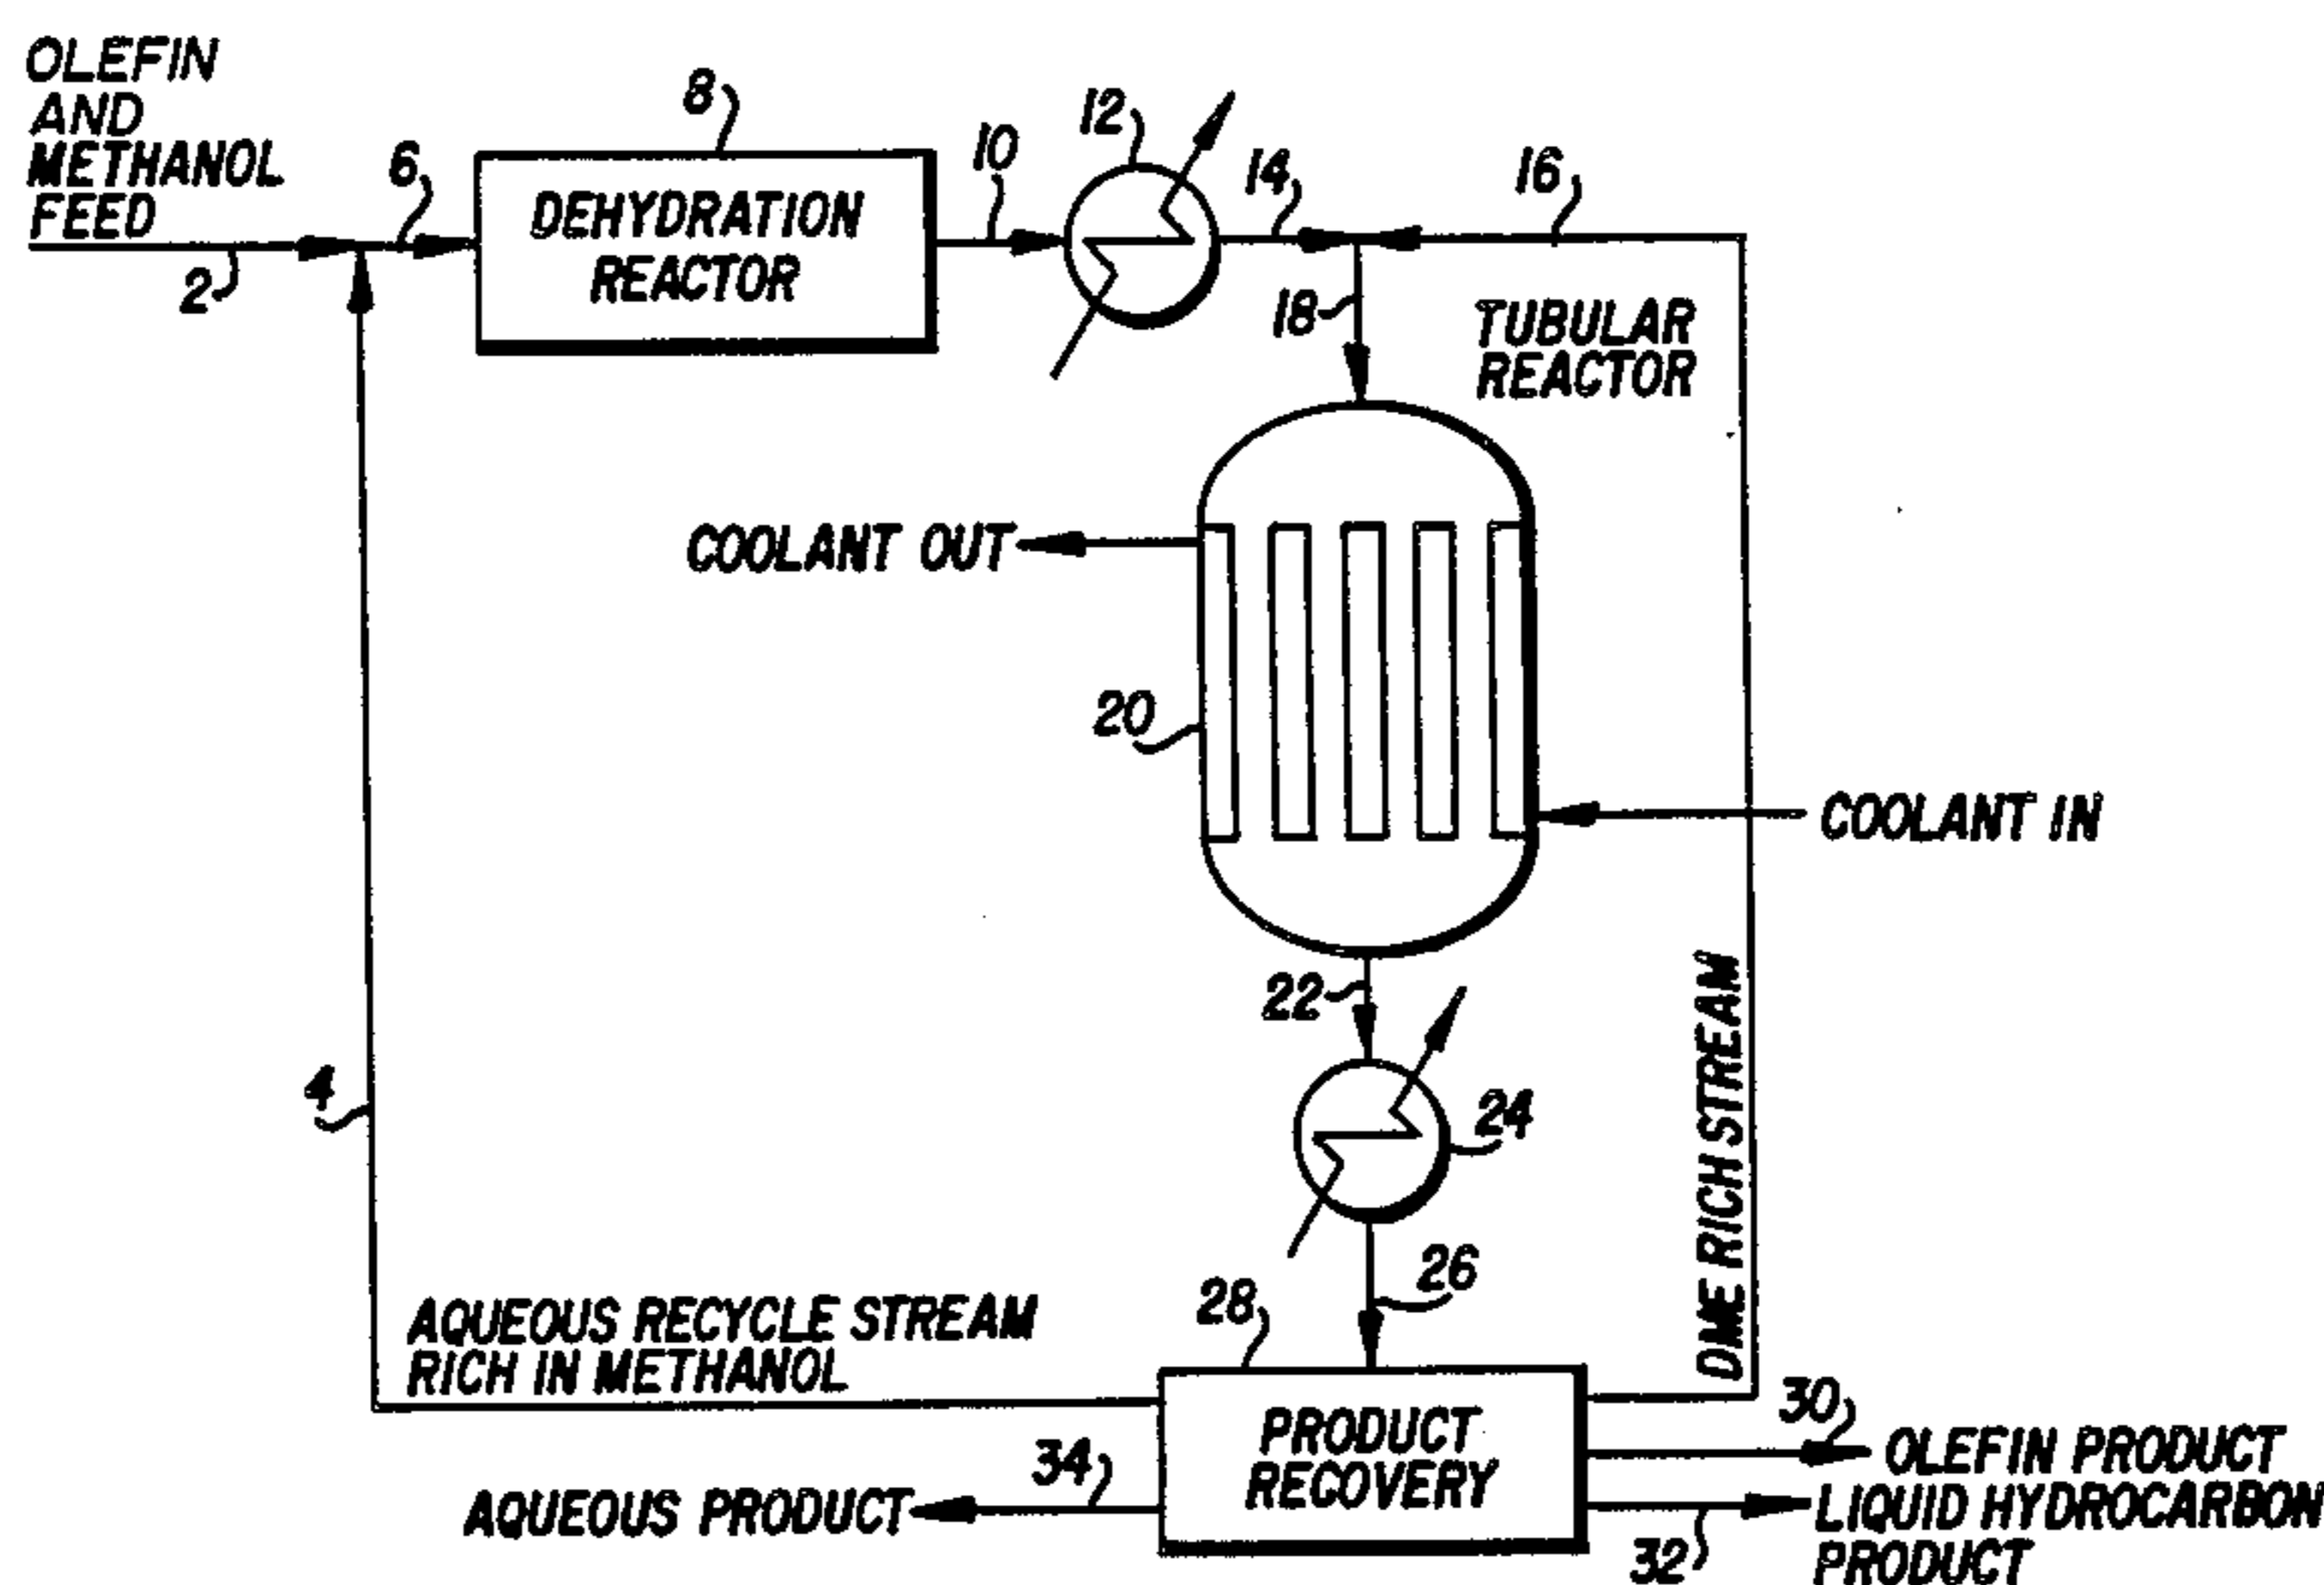 OLEFIN
AND
METHANOL
FEED
2
6
8
DEHYDRATION
REACTOR
10
12
14
16
18
TUBULAR
REACTOR
COOLANT OUT
20
COOLANT IN
22
24
4
26
DME RICH STREAM
28
AQUEOUS RECYCLE STREAM
RICH IN METHANOL
PRODUCT
RECOVERY
30
OLEFIN PRODUCT
34
AQUEOUS PRODUCT
32
LIQUID HYDROCARBON
PRODUCT